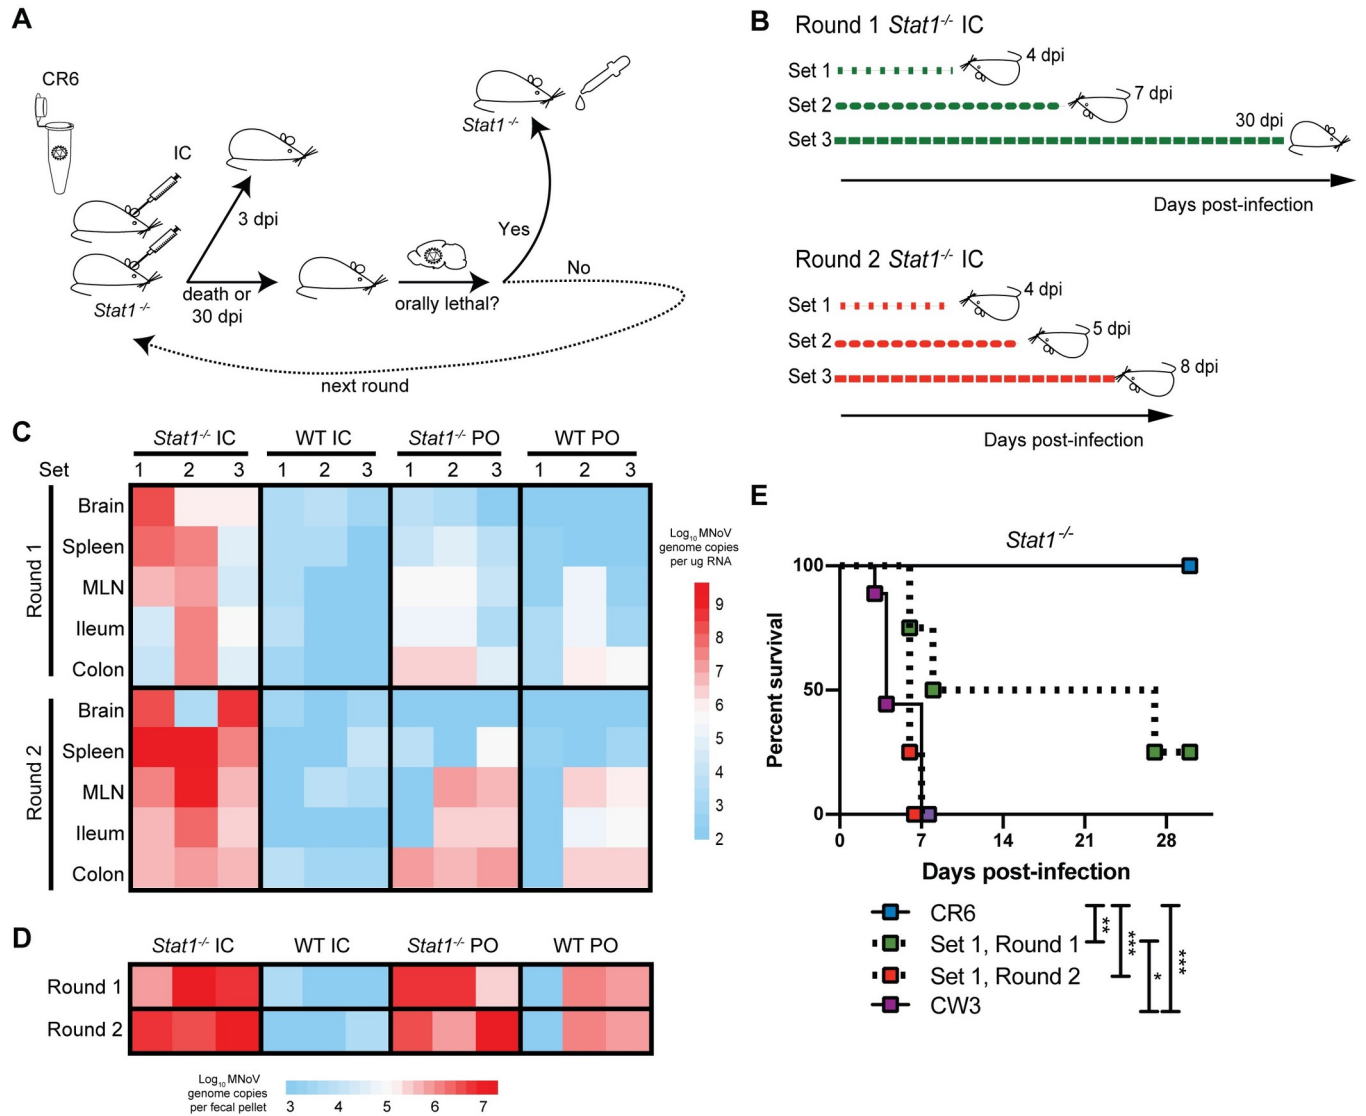 A
CR6
IC
Stat1-/-
3 dpi
death or
30 dpi
orally lethal?
Yes
No
Stat1-/-
next round
B
Round 1 Stat1-/- IC
Set 1
4 dpi
Set 2
7 dpi
Set 3
30 dpi
Days post-infection
Round 2 Stat1-/- IC
Set 1
4 dpi
Set 2
5 dpi
Set 3
8 dpi
Days post-infection
C
Stat1-/- IC WT IC Stat1-/- PO WT PO
Set 1 2 3 1 2 3 1 2 3 1 2 3
Round 1
Brain
Spleen
MLN
Ileum
Colon
Round 2
Brain
Spleen
MLN
Ileum
Colon
Log10 MNoV
genome copies
per ug RNA
9
8
7
6
5
4
3
2
D
Stat1-/- IC WT IC Stat1-/- PO WT PO
Round 1
Round 2
Log10 MNoV
genome copies
per fecal pellet
3 4 5 6 7
E
Stat1-/-
Percent survival
100
50
0
0 7 14 21 28
Days post-infection
CR6
Set 1, Round 1
Set 1, Round 2
CW3
**
***
*
***